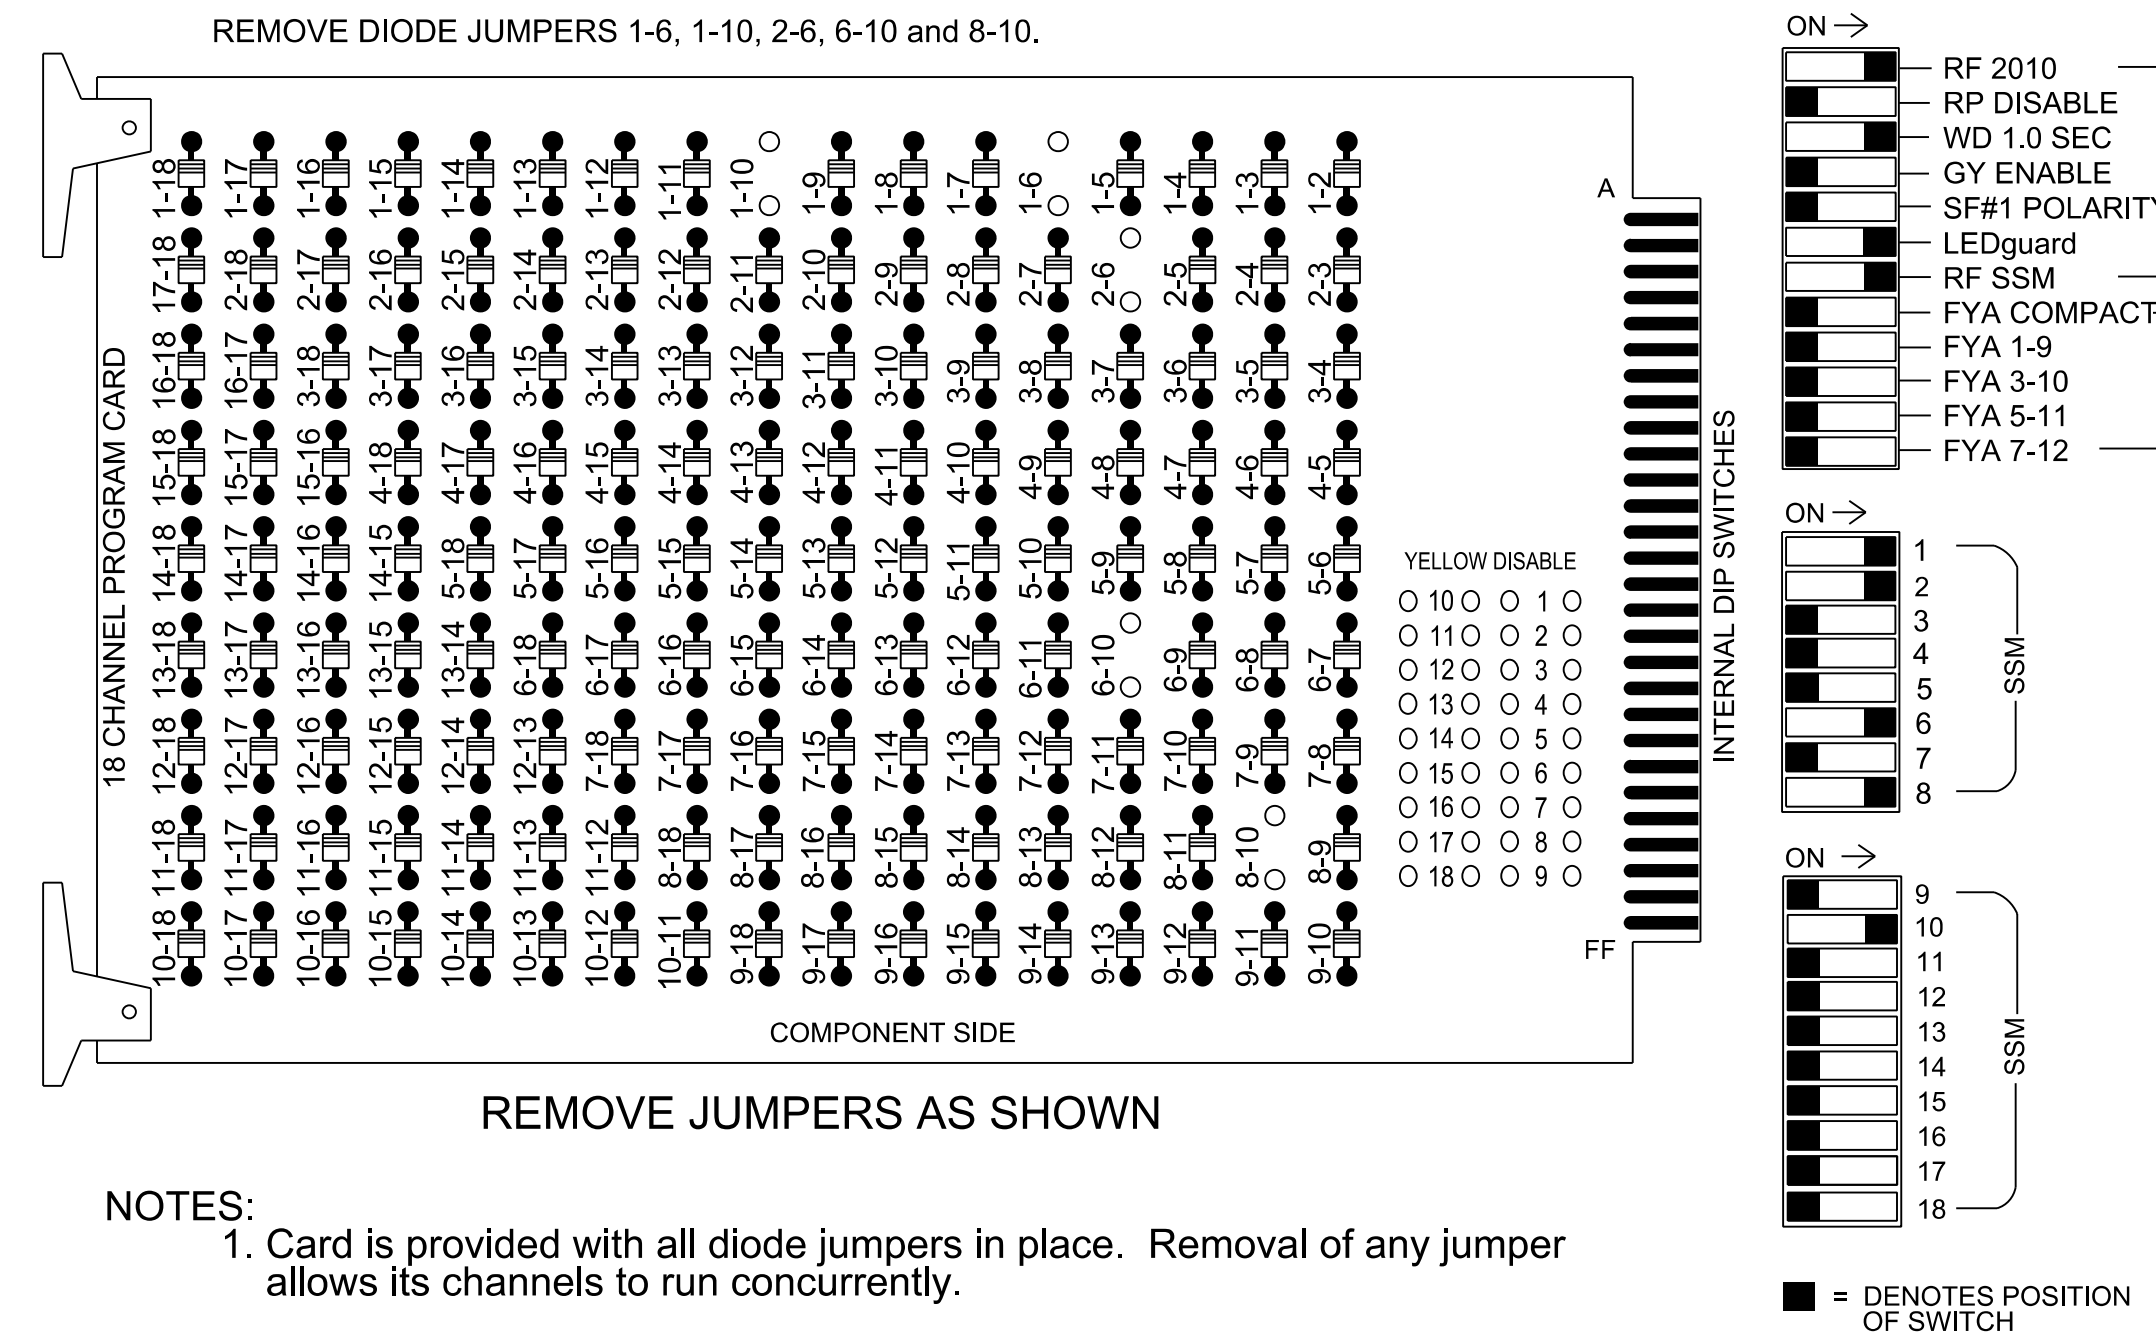 REMOVE DIODE JUMPERS 1-6, 1-10, 2-6, 6-10 and 8-10.
18 CHANNEL PROGRAM CARD
1-18 1-17 1-16 1-15 1-14 1-13 1-12 1-11 1-10 1-9 1-8 1-7 1-6 1-5 1-4 1-3 1-2
17-18 2-18 2-17 2-16 2-15 2-14 2-13 2-12 2-11 2-10 2-9 2-8 2-7 2-6 2-5 2-4 2-3
16-18 16-17 3-18 3-17 3-16 3-15 3-14 3-13 3-12 3-11 3-10 3-9 3-8 3-7 3-6 3-5 3-4
15-18 15-17 15-16 4-18 4-17 4-16 4-15 4-14 4-13 4-12 4-11 4-10 4-9 4-8 4-7 4-6 4-5
14-18 14-17 14-16 14-15 5-18 5-17 5-16 5-15 5-14 5-13 5-12 5-11 5-10 5-9 5-8 5-7 5-6
13-18 13-17 13-16 13-15 13-14 6-18 6-17 6-16 6-15 6-14 6-13 6-12 6-11 6-10 6-9 6-8 6-7
12-18 12-17 12-16 12-15 12-14 12-13 7-18 7-17 7-16 7-15 7-14 7-13 7-12 7-11 7-10 7-9 7-8
11-18 11-17 11-16 11-15 11-14 11-13 11-12 8-18 8-17 8-16 8-15 8-14 8-13 8-12 8-11 8-10 8-9
10-18 10-17 10-16 10-15 10-14 10-13 10-12 10-11 9-18 9-17 9-16 9-15 9-14 9-13 9-12 9-11 9-10
A
YELLOW DISABLE
10 1
11 2
12 3
13 4
14 5
15 6
16 7
17 8
18 9
FF
COMPONENT SIDE
INTERNAL DIP SWITCHES
ON
RF 2010
RP DISABLE
WD 1.0 SEC
GY ENABLE
SF#1 POLARITY
LEDguard
RF SSM
FYA COMPACT
FYA 1-9
FYA 3-10
FYA 5-11
FYA 7-12
ON
1
2
3
4
5
6
7
8
SSM
ON
9
10
11
12
13
14
15
16
17
18
SSM
REMOVE JUMPERS AS SHOWN
NOTES:
1. Card is provided with all diode jumpers in place. Removal of any jumper
allows its channels to run concurrently.
= DENOTES POSITION
OF SWITCH